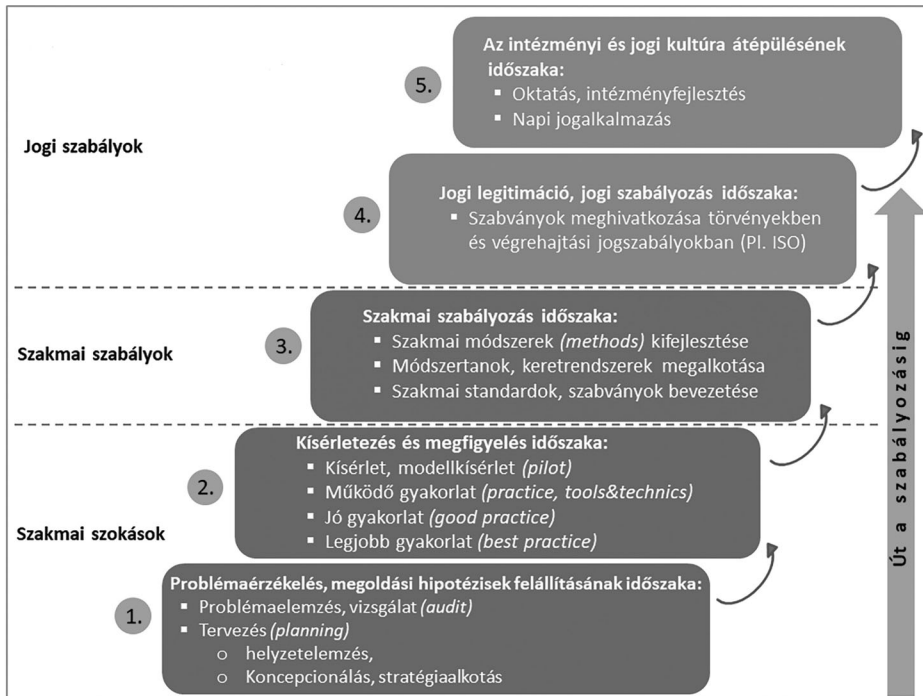 Az intézményi és jogi kultúra átépülésének
időszaka:
5.
▪ Oktatás, intézményfejlesztés
▪ Napi jogalkalmazás
Jogi szabályok
Jogi legitimáció, jogi szabályozás időszaka:
4.
▪ Szabványok meghivatkozása törvényekben
és végrehajtási jogszabályokban (Pl. ISO)
Szakmai szabályozás időszaka:
3.
▪ Szakmai módszerek (methods) kifejlesztése
Szakmai szabályok
▪ Módszertanok, keretrendszerek megalkotása
▪ Szakmai standardok, szabványok bevezetése
Kísérletezés és megfigyelés időszaka:
▪ Kísérlet, modellkísérlet (pilot)
2.
▪ Működő gyakorlat (practice, tools&technics)
▪ Jó gyakorlat (good practice)
Szakmai szokások
▪ Legjobb gyakorlat (best practice)
Problémaérzékelés, megoldási hipotézisek felállításának időszaka:
▪ Problémaelemzés, vizsgálat (audit)
1.
▪ Tervezés (planning)
o helyzetelemzés,
o Koncepcionálás, stratégiaalkotás
Út a szabályozásig